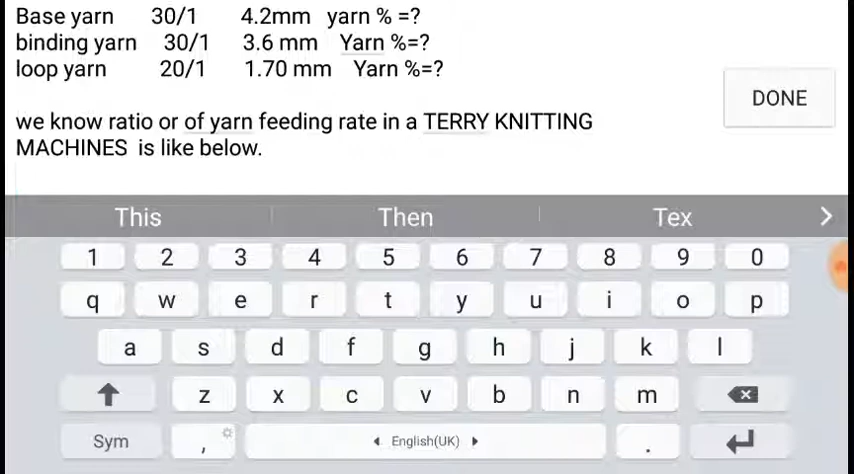 Base yarn 30/1 4.2mm yarn % =?
binding yarn 30/1 3.6 mm Yarn %=?
loop yarn 20/1 1.70 mm Yarn %=?
we know ratio or of yarn feeding rate in a TERRY KNITTING
MACHINES is like below.
DONE
This Then Tex >
1 2 3 4 5 6 7 8 9 0
q w e r t y u i o p
a s d f g h j k l
z x c v b n m
Sym , English(UK) .